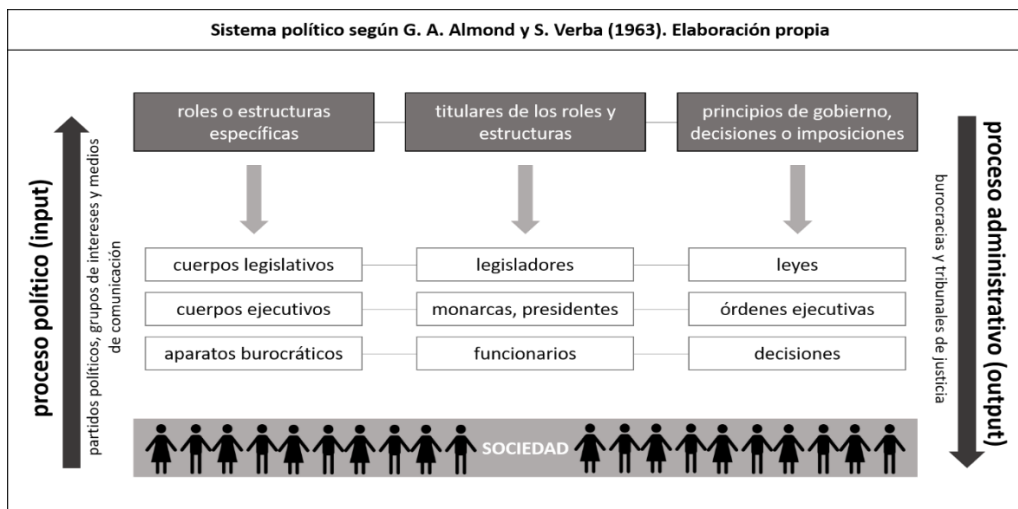 Sistema político según G. A. Almond y S. Verba (1963). Elaboración propia
proceso político (input)
partidos políticos, grupos de intereses y medios
de comunicación
roles o estructuras
específicas
titulares de los roles y
estructuras
principios de gobierno,
decisiones o imposiciones
cuerpos legislativos
legisladores
leyes
cuerpos ejecutivos
monarcas, presidentes
órdenes ejecutivas
aparatos burocráticos
funcionarios
decisiones
SOCIEDAD
proceso administrativo (output)
burocracias y tribunales de justicia